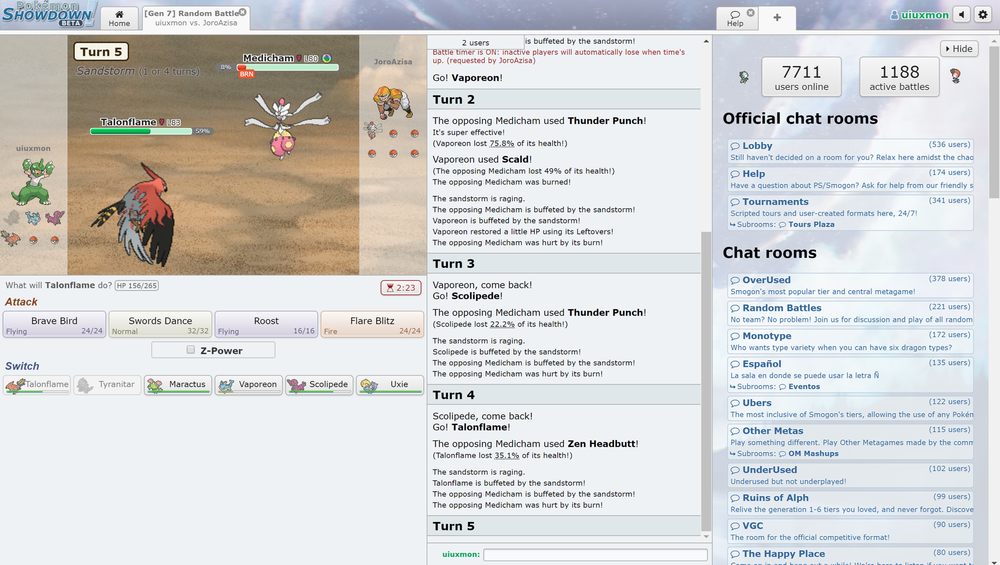 Pokémon
SHOWDOWN!
BETA
Home
[Gen 7] Random Battle
uiuxmon vs. JoroAzisa
Help
+
uiuxmon
Turn 5
Sandstorm (1 or 4 turns)
Medicham L80
8%
BRN
JoroAzisa
Talonflame L83
59%
uiuxmon
What will Talonflame do? HP 156/265
2:23
Attack
Brave Bird
Flying 24/24
Swords Dance
Normal 32/32
Roost
Flying 16/16
Flare Blitz
Fire 24/24
Z-Power
Switch
Talonflame
Tyranitar
Maractus
Vaporeon
Scolipede
Uxie
2 users
is buffeted by the sandstorm!
Battle timer is ON: inactive players will automatically lose when time's
up. (requested by JoroAzisa)
Go! Vaporeon!
Turn 2
The opposing Medicham used Thunder Punch!
It's super effective!
(Vaporeon lost 75.8% of its health!)
Vaporeon used Scald!
(The opposing Medicham lost 49% of its health!)
The opposing Medicham was burned!
The sandstorm is raging.
The opposing Medicham is buffeted by the sandstorm!
Vaporeon is buffeted by the sandstorm!
Vaporeon restored a little HP using its Leftovers!
The opposing Medicham was hurt by its burn!
Turn 3
Vaporeon, come back!
Go! Scolipede!
The opposing Medicham used Thunder Punch!
(Scolipede lost 22.2% of its health!)
The sandstorm is raging.
Scolipede is buffeted by the sandstorm!
The opposing Medicham is buffeted by the sandstorm!
The opposing Medicham was hurt by its burn!
Turn 4
Scolipede, come back!
Go! Talonflame!
The opposing Medicham used Zen Headbutt!
(Talonflame lost 35.1% of its health!)
The sandstorm is raging.
Talonflame is buffeted by the sandstorm!
The opposing Medicham is buffeted by the sandstorm!
The opposing Medicham was hurt by its burn!
Turn 5
uiuxmon:
Hide
7711
users online
1188
active battles
Official chat rooms
Lobby (536 users)
Still haven't decided on a room for you? Relax here amidst the chao
Help (174 users)
Have a question about PS/Smogon? Ask for help from our friendly s
Tournaments (341 users)
Scripted tours and user-created formats here, 24/7!
↳ Subrooms: Tours Plaza
Chat rooms
OverUsed (378 users)
Smogon's most popular tier and central metagame!
Random Battles (221 users)
No team? No problem! Join us for discussion and play of all random
Monotype (172 users)
Who wants type variety when you can have six dragon types?
Español (135 users)
La sala en donde se puede usar la letra Ñ
↳ Subrooms: Eventos
Ubers (122 users)
The most inclusive of Smogon's tiers, allowing the use of any Pokém
Other Metas (115 users)
Play something different. Play Other Metagames made by the comm
↳ Subrooms: OM Mashups
UnderUsed (102 users)
Underused but not underplayed!
Ruins of Alph (99 users)
Relive the generation 1-6 tiers you loved, and never forgot. Discove
VGC (90 users)
The room for the official competitive format!
The Happy Place (80 users)
Come on in and hang out a while! We're here to listen if you want t